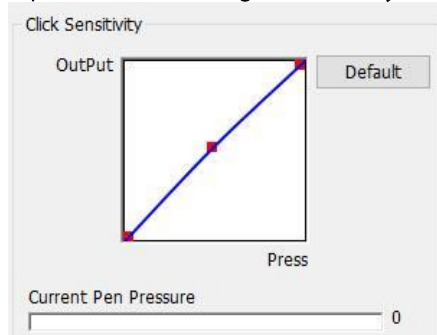 Click Sensitivity
OutPut
Default
Press
Current Pen Pressure
0